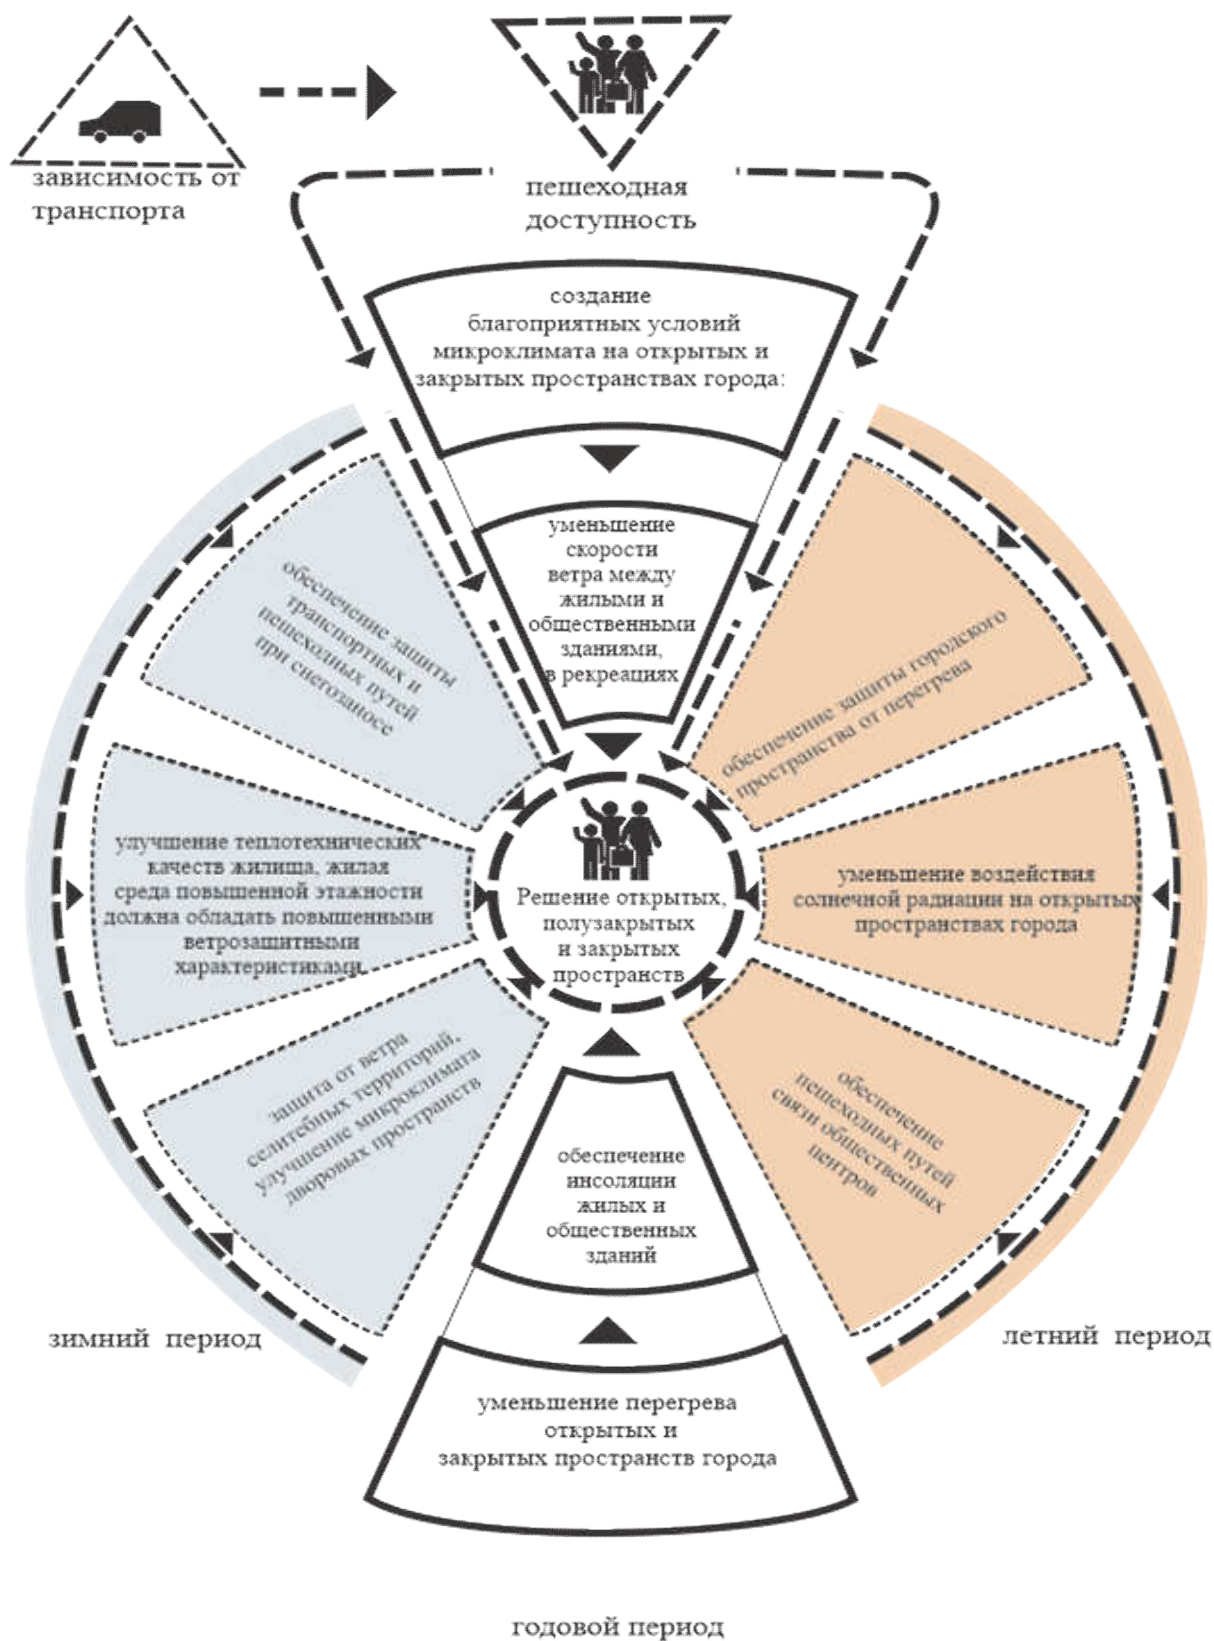 зависимость от
транспорта
пешеходная
доступность
создание
благоприятных условий
микроклимата на открытых и
закрытых пространствах города:
уменьшение
скорости
ветра между
жилыми и
общественными
зданиями,
в рекреациях
обеспечение защиты
транспортных и
пешеходных путей
при снегозаносе
улучшение теплотехнических
качеств жилища, жилая
среда повышенной этажности
должна обладать повышенными
ветрозащитными
характеристиками
защита от ветра
селитебных территорий,
улучшение микроклимата
дворовых пространств
Решение открытых,
полузакрытых
и закрытых
пространств
обеспечение защиты городского
пространства от перегрева
уменьшение воздействия
солнечной радиации на открытых
пространствах города
обеспечение
пешеходных путей
связи общественных
центров
обеспечение
инсоляции
жилых и
общественных
зданий
зимний период
летний период
уменьшение перегрева
открытых и
закрытых пространств города
годовой период